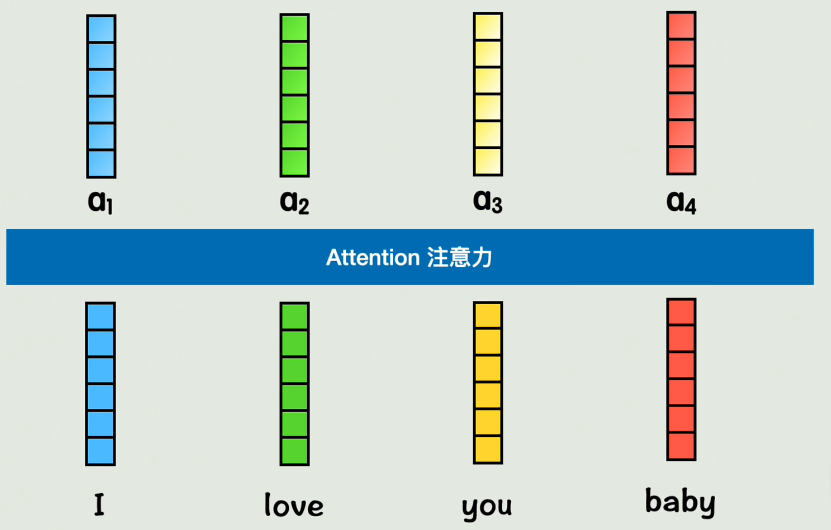 a₁ a₂ a₃ a₄
Attention 注意力
I love you baby